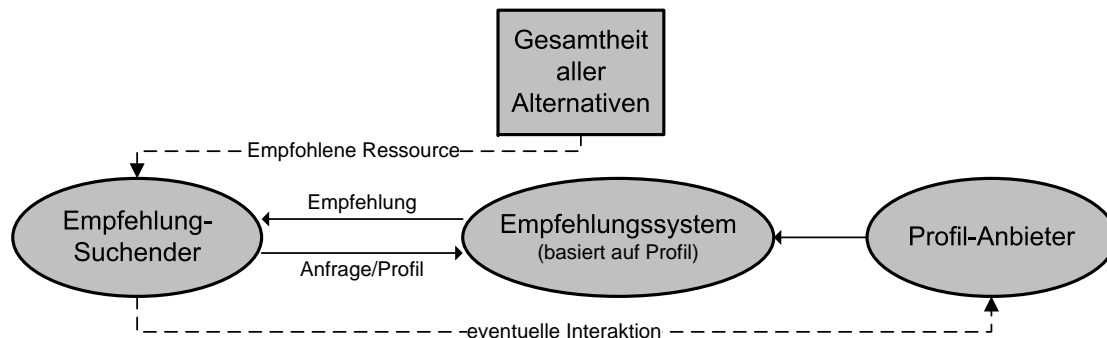 Gesamtheit
aller
Alternativen
Empfohlene Ressource
Empfehlung-
Suchender
Empfehlung
Anfrage/Profil
Empfehlungssystem
(basiert auf Profil)
Profil-Anbieter
eventuelle Interaktion